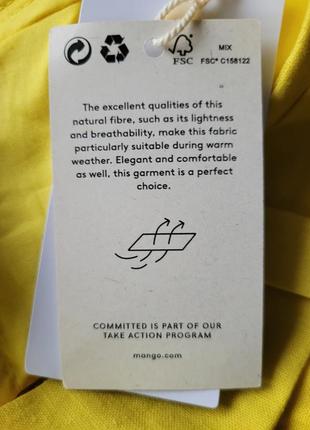 MIX
FSC
FSC® C158122
The excellent qualities of this
natural fibre, such as its lightness
and breathability, make this fabric
particularly suitable during warm
weather. Elegant and comfortable
as well, this garment is a perfect
choice.
COMMITTED IS PART OF OUR
TAKE ACTION PROGRAM
mango.com